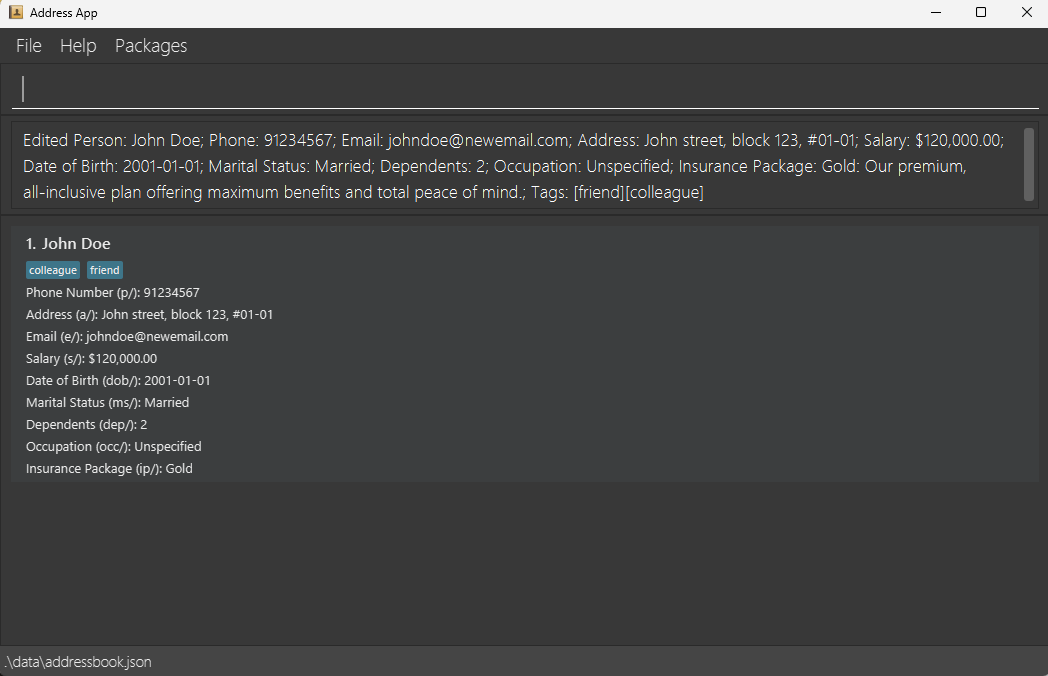 Address App
File Help Packages
Edited Person: John Doe; Phone: 91234567; Email: johndoe@newemail.com; Address: John street, block 123, #01-01; Salary: $120,000.00;
Date of Birth: 2001-01-01; Marital Status: Married; Dependents: 2; Occupation: Unspecified; Insurance Package: Gold: Our premium,
all-inclusive plan offering maximum benefits and total peace of mind.; Tags: [friend][colleague]
1. John Doe
colleague friend
Phone Number (p/): 91234567
Address (a/): John street, block 123, #01-01
Email (e/): johndoe@newemail.com
Salary (s/): $120,000.00
Date of Birth (dob/): 2001-01-01
Marital Status (ms/): Married
Dependents (dep/): 2
Occupation (occ/): Unspecified
Insurance Package (ip/): Gold
.\data\addressbook.json